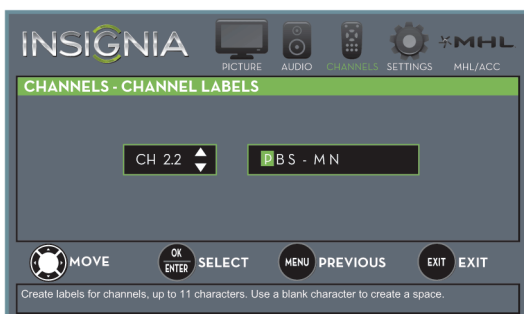 INSIGNIA
PICTURE AUDIO CHANNELS SETTINGS MHL MHL/ACC
CHANNELS - CHANNEL LABELS
CH 2.2 PBS - MN
MOVE OK ENTER SELECT MENU PREVIOUS EXIT EXIT
Create labels for channels, up to 11 characters. Use a blank character to create a space.